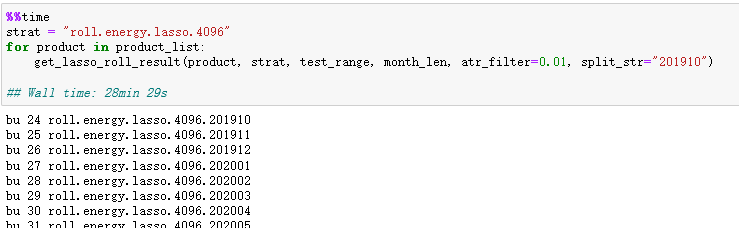 %%time
strat = "roll.energy.lasso.4096"
for product in product_list:
    get_lasso_roll_result(product, strat, test_range, month_len, atr_filter=0.01, split_str="201910")
## Wall time: 28min 29s
bu 24 roll.energy.lasso.4096.201910
bu 25 roll.energy.lasso.4096.201911
bu 26 roll.energy.lasso.4096.201912
bu 27 roll.energy.lasso.4096.202001
bu 28 roll.energy.lasso.4096.202002
bu 29 roll.energy.lasso.4096.202003
bu 30 roll.energy.lasso.4096.202004
bu 31 roll.energy.lasso.4096.202005